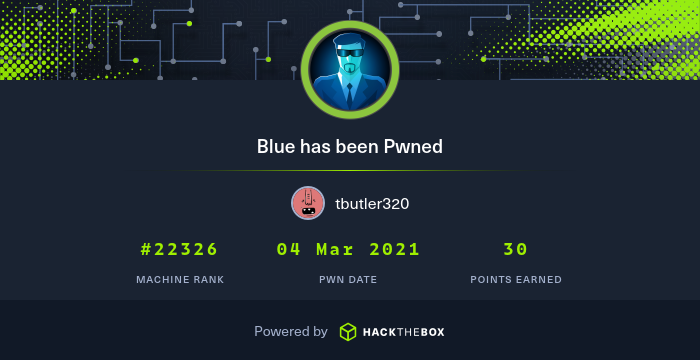 Blue has been Pwned
tbutler320
#22326 04 Mar 2021 30
MACHINE RANK PWN DATE POINTS EARNED
Powered by HACKTHEBOX